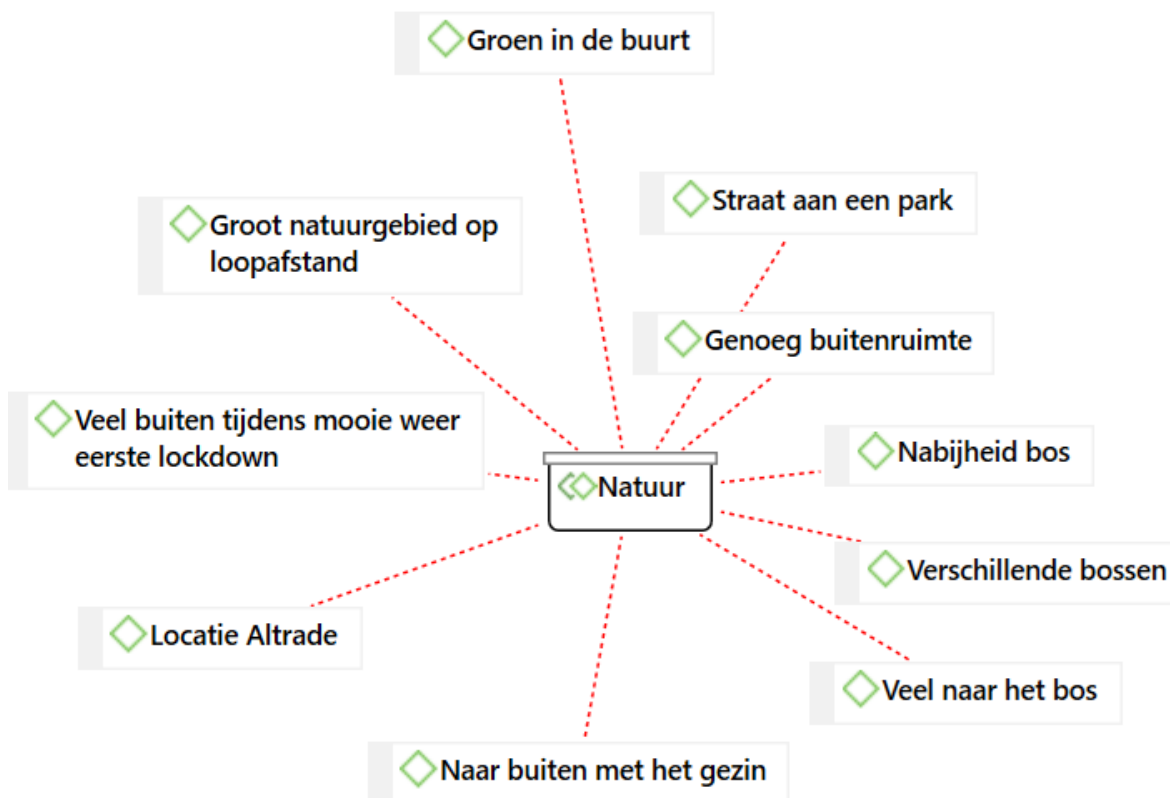 Groen in de buurt
Straat aan een park
Groot natuurgebied op
loopafstand
Genoeg buitenruimte
Veel buiten tijdens mooie weer
eerste lockdown
Nabijheid bos
Natuur
Verschillende bossen
Locatie Altrade
Veel naar het bos
Naar buiten met het gezin